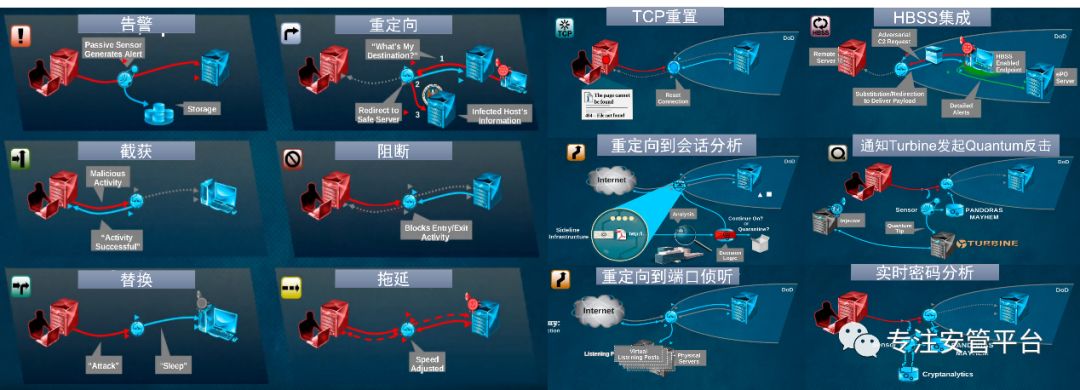 告警
Passive Sensor
Generates Alert
Storage
重定向
"What's My
Destination?"
1
2
3
Redirect to
Safe Server
Infected Host's
Information
TCP重置
TCP
DoD
The page cannot
be found
404 - File not found
Reset
Connection
HBSS集成
HBSS
DoD
Adversarial
C2 Request
Remote
Server
HBSS
Enabled
Endpoint
ePO
Server
Substitution/Redirection
to Deliver Payload
Detailed
Alerts
截获
Malicious
Activity
"Activity
Successful"
阻断
Blocks Entry/Exit
Activity
重定向到会话分析
DoD
Internet
Sideline
Infrastructure
http://
Analysis
Decision
Logic
Continue On?
or
Quarantine?
通知Turbine发起Quantum反击
Q
DoD
Injector
Sensor
PANDORAS
MAYHEM
Quantum
Tip
TURBINE
替换
"Attack"
"Sleep"
拖延
Speed
Adjusted
重定向到端口侦听
DoD
Internet
Listening P
Virtual
Listening Posts
Physical
Servers
实时密码分析
DoD
MAYHEM
Cryptanalytics
专注安管平台